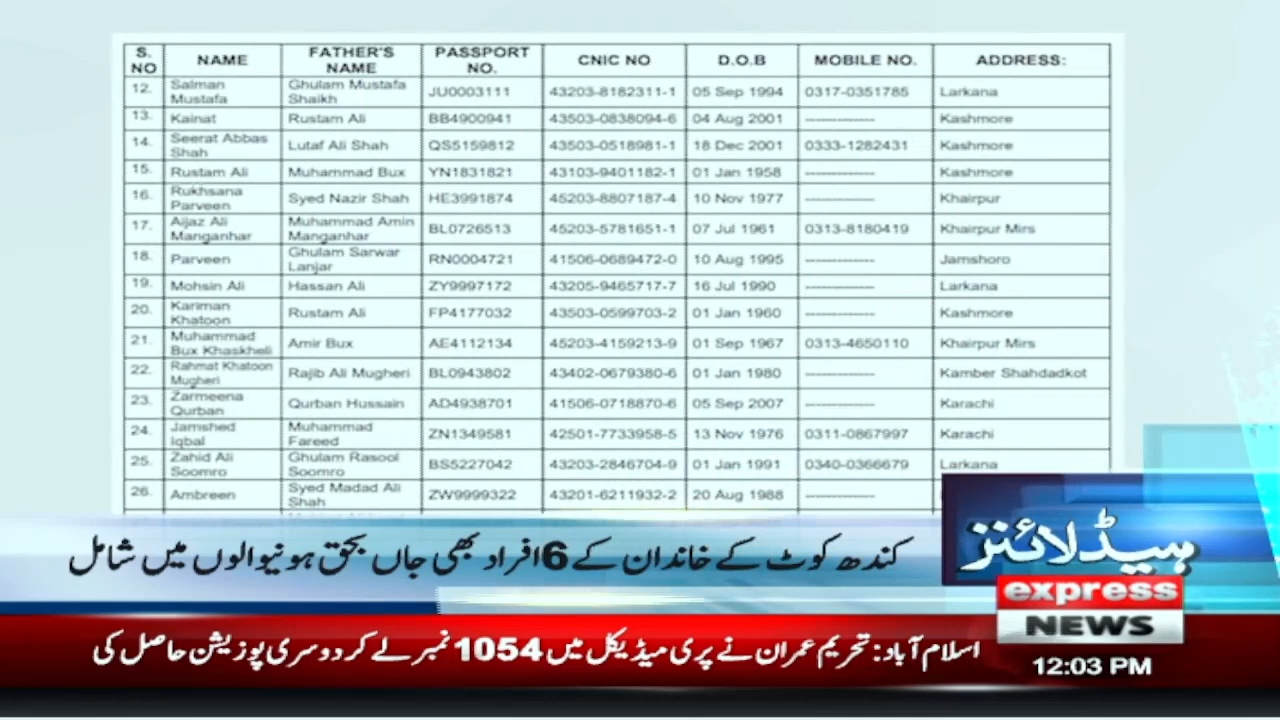 S. NO NAME FATHER'S NAME PASSPORT NO. CNIC NO D.O.B MOBILE NO. ADDRESS:
12. Salman Mustafa Ghulam Mustafa Shaikh JU0003111 43203-8182311-1 05 Sep 1994 0317-0351785 Larkana
13. Kainat Rustam Ali BB4900941 43503-0838094-6 04 Aug 2001 ------------- Kashmore
14. Seerat Abbas Shah Lutaf Ali Shah QS5159812 43503-0518981-1 18 Dec 2001 0333-1282431 Kashmore
15. Rustam Ali Muhammad Bux YN1831821 43103-9401182-1 01 Jan 1958 ------------- Kashmore
16. Rukhsana Parveen Syed Nazir Shah HE3991874 45203-8807187-4 10 Nov 1977 ------------- Khairpur
17. Aijaz Ali Manganhar Muhammad Amin Manganhar BL0726513 45203-5781651-1 07 Jul 1961 0313-8180419 Khairpur Mirs
18. Parveen Ghulam Sarwar Lanjar RN0004721 41506-0689472-0 10 Aug 1995 ------------- Jamshoro
19. Mohsin Ali Hassan Ali ZY9997172 43205-9465717-7 16 Jul 1990 ------------- Larkana
20. Kariman Khatoon Rustam Ali FP4177032 43503-0599703-2 01 Jan 1960 ------------- Kashmore
21. Muhammad Bux Khaskheli Amir Bux AE4112134 45203-4159213-9 01 Sep 1967 0313-4650110 Khairpur Mirs
22. Rahmat Khatoon Mugheri Rajib Ali Mugheri BL0943802 43402-0679380-6 01 Jan 1980 ------------- Kamber Shahdadkot
23. Zarmeena Qurban Qurban Hussain AD4938701 41506-0718870-6 05 Sep 2007 ------------- Karachi
24. Jamshed Iqbal Muhammad Fareed ZN1349581 42501-7733958-5 13 Nov 1976 0311-0867997 Karachi
25. Zahid Ali Soomro Ghulam Rasool Soomro BS5227042 43203-2846704-9 01 Jan 1991 0340-0366679 Larkana
26. Ambreen Syed Madad Ali Shah ZW9999322 43201-6211932-2 20 Aug 1988 -------------
ہیڈلائنز
کندھ کوٹ کے خاندان کے 6 افراد بھی جاں بحق ہونیوالوں میں شامل
express
NEWS
12:03 PM
اسلام آباد: تحریم عمران نے پری میڈیکل میں 1054 نمبر لے کر دوسری پوزیشن حاصل کی